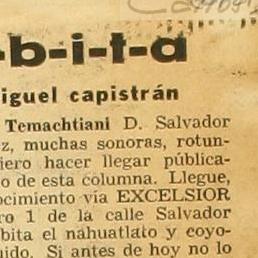 -b-i-t-a
iguel capistrán
Temachtiani D. Salvador
z, muchas sonoras, rotun-
iero hacer llegar pública-
o de esta columna. Llegue,
ocimiento vía EXCELSIOR
ro 1 de la calle Salvador
bita el nahuatlato y coyo-
uido. Si antes de hoy no lo